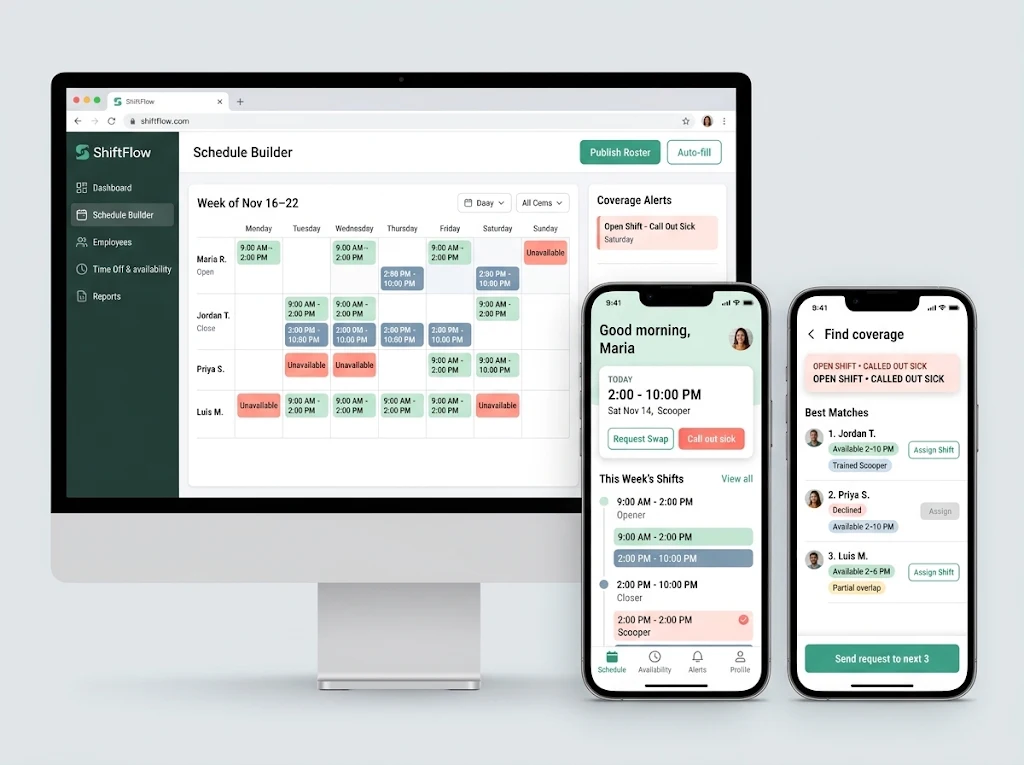 ShiftFlow
shiftflow.com
ShiftFlow
Dashboard
Schedule Builder
Employees
Time Off & availability
Reports
Schedule Builder
Publish Roster
Auto-fill
Week of Nov 16–22
Daay
All Cems
Monday Tuesday Wednesday Thursday Friday Saturday Sunday
Maria R.
Open
9:00 AM -
2:00 PM
9:00 AM -
2:00 PM
9:00 AM -
2:00 PM
Unavailable
PM -
10:00 PM
PM -
10:00 PM
Jordan T.
Close
9:00 AM -
2:00 PM
9:00 AM -
2:00 PM
9:00 AM -
2:00 PM
PM -
PM
PM -
10:00 PM
2:00 PM -
PM
2:00 PM -
10:00 PM
Priya S.
Unavailable
Unavailable
9:00 AM -
2:00 PM
9:00 AM -
10:00 PM
Luis M.
Unavailable
9:00 AM -
2:00 PM
9:00 AM -
2:00 PM
9:00 AM -
2:00 PM
9:00 AM -
2:00 PM
Unavailable
Coverage Alerts
Open Shift - Call Out Sick
Saturday
9:41
Good morning,
Maria
TODAY
2:00 - 10:00 PM
Sat Nov 14, Scooper
Request Swap
Call out sick
This Week's Shifts
View all
9:00 AM - 2:00 PM
Opener
9:00 AM - 2:00 PM
2:00 PM - 10:00 PM
2:00 PM - 10:00 PM
Closer
2:00 PM - 2:00 PM
Scooper
Schedule
Availability
Alerts
Profile
9:41
Find coverage
OPEN SHIFT • CALLED OUT SICK
OPEN SHIFT • CALLED OUT SICK
Best Matches
1. Jordan T.
Available 2-10 PM
Trained Scooper
Assign Shift
2. Priya S.
Declined
Available 2-10 PM
Assign
3. Luis M.
Available 2-6 PM
Partial overlap
Assign Shift
Send request to next 3